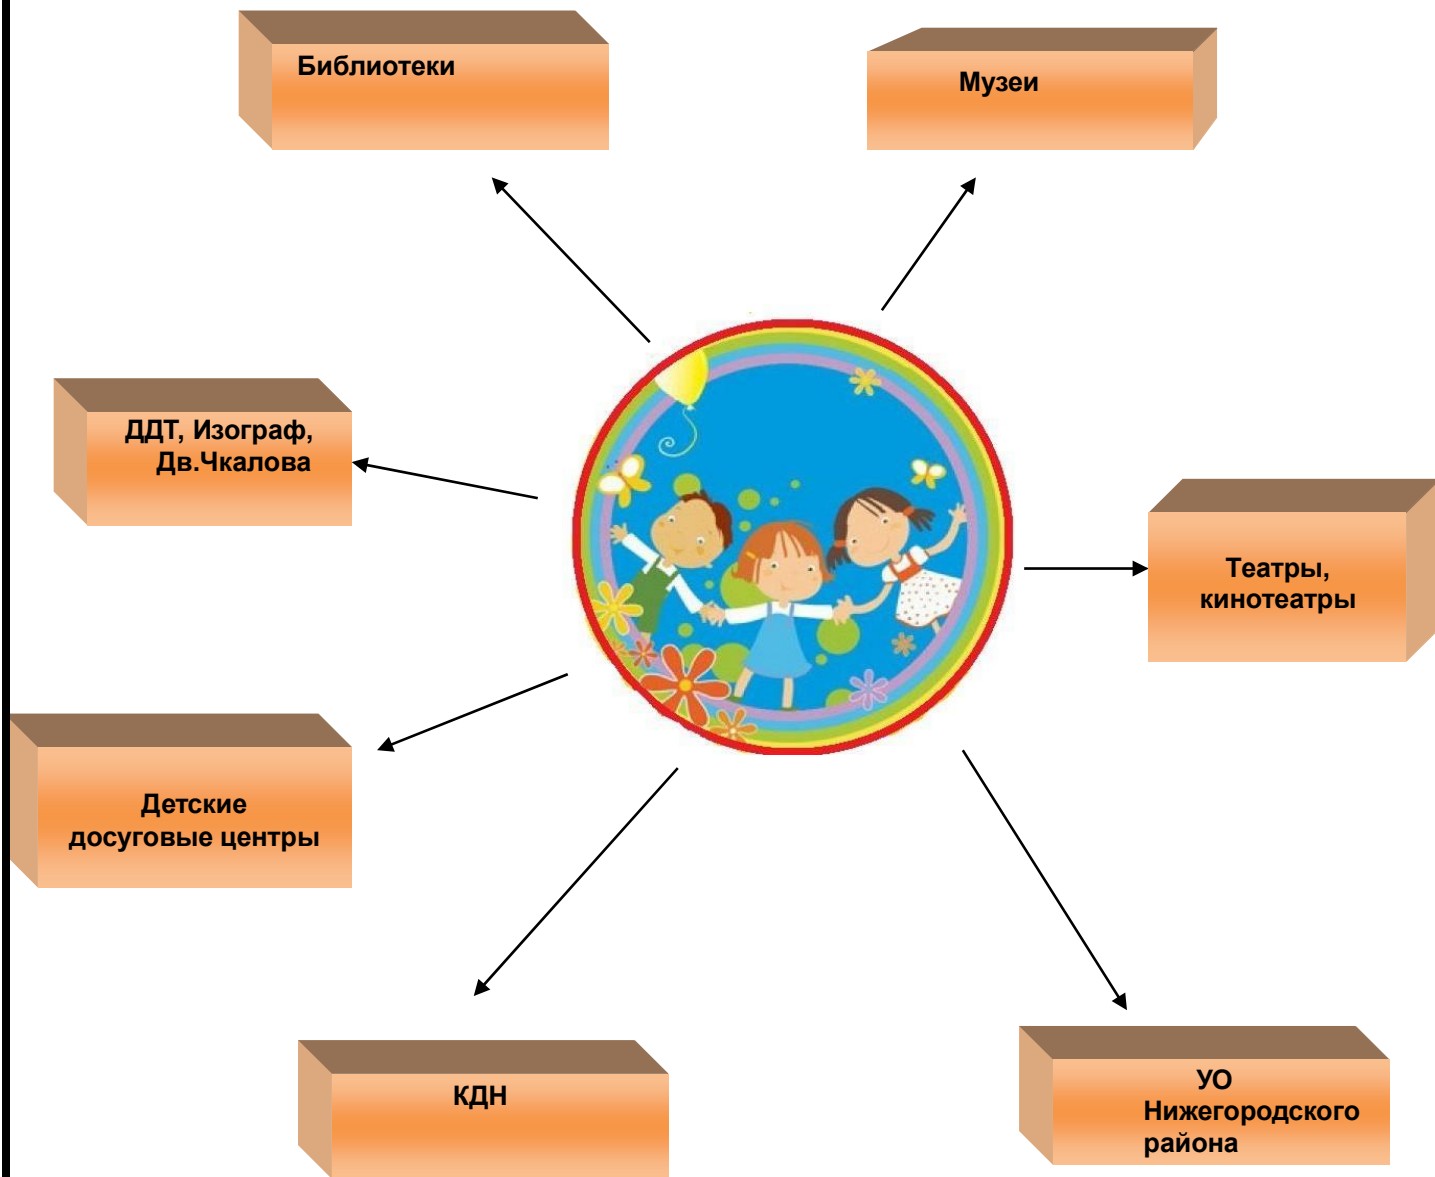 Библиотеки
Музеи
ДДТ, Изограф,
Дв.Чкалова
Театры,
кинотеатры
Детские
досуговые центры
КДН
УО
Нижегородского
района